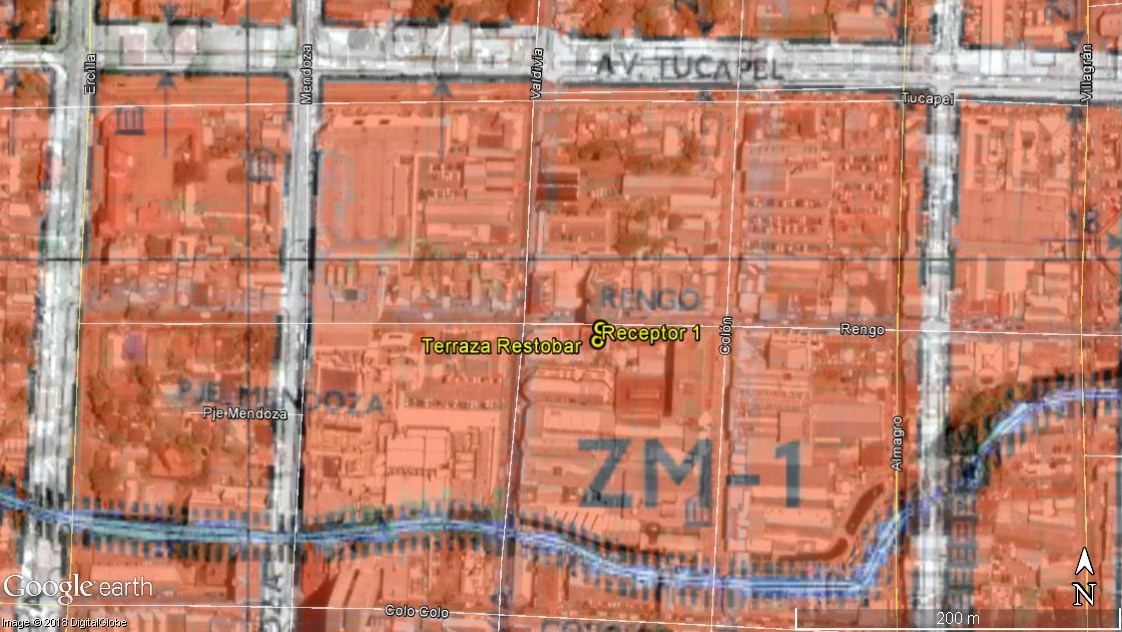 Ercilla
Mendoza
Valdivia
AV. TUCAPEL
Villagrán
Tucapel
RENGO
Receptor 1
Terraza Restobar
Colón
Rengo
PJE. MENDOZA
Pje Mendoza
Almagro
ZM-1
Google earth
Colo Colo
N
200 m
Image © 2018 DigitalGlobe